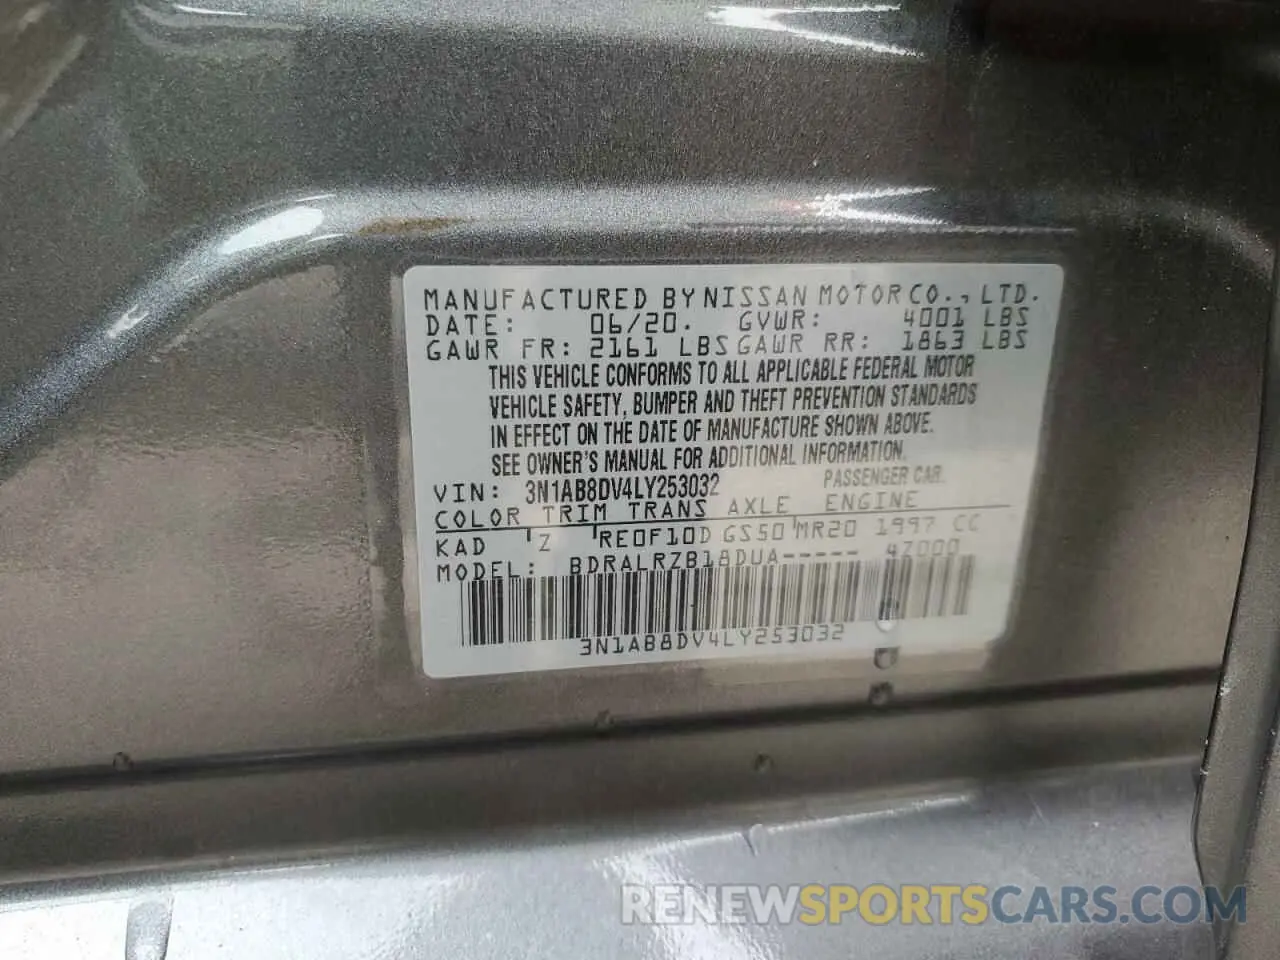 MANUFACTURED BY NISSAN MOTOR CO., LTD.
DATE: 06/20. GVWR: 4001 LBS
GAWR FR: 2161 LBS GAWR RR: 1863 LBS
THIS VEHICLE CONFORMS TO ALL APPLICABLE FEDERAL MOTOR
VEHICLE SAFETY, BUMPER AND THEFT PREVENTION STANDARDS
IN EFFECT ON THE DATE OF MANUFACTURE SHOWN ABOVE.
SEE OWNER'S MANUAL FOR ADDITIONAL INFORMATION.
VIN: 3N1AB8DV4LY253032 PASSENGER CAR.
COLOR TRIM TRANS AXLE ENGINE
KAD Z RE0F10D GS50 MR20 1997 CC
MODEL: BDRALRZB18DUA----- 4Z000
3N1AB8DV4LY253032
RENEWSPORTSCARS.COM